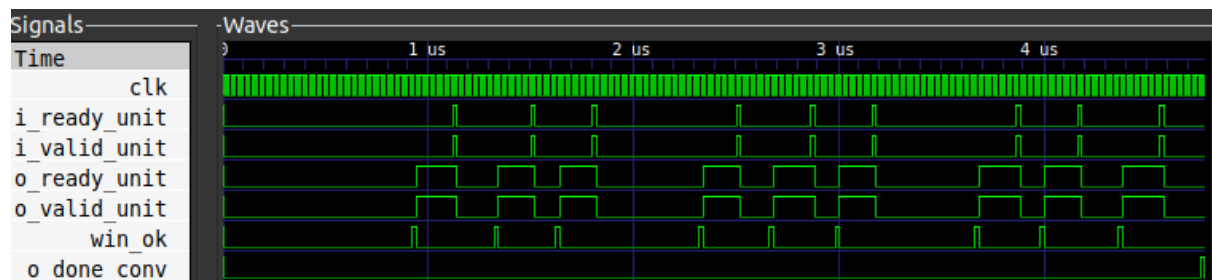 Signals Waves
Time 0 1 us 2 us 3 us 4 us
clk
i_ready_unit
i_valid_unit
o_ready_unit
o_valid_unit
win_ok
o_done_conv